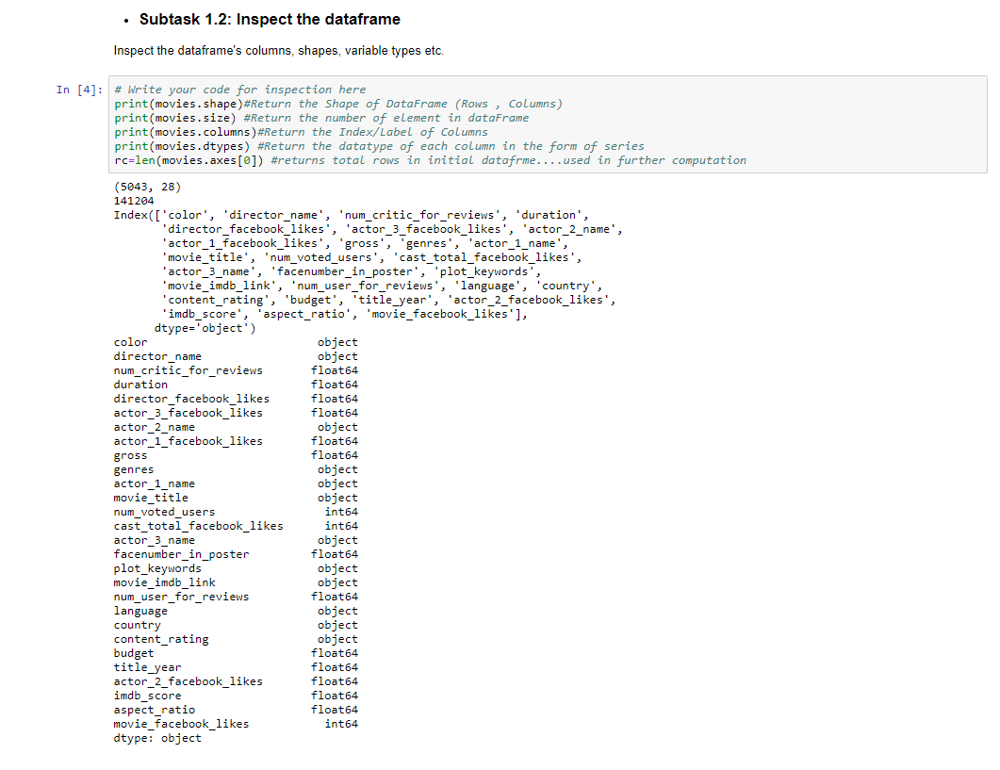 • Subtask 1.2: Inspect the dataframe
Inspect the dataframe's columns, shapes, variable types etc.
In [4]: # Write your code for inspection here
print(movies.shape)#Return the Shape of DataFrame (Rows , Columns)
print(movies.size) #Return the number of element in dataFrame
print(movies.columns)#Return the Index/Label of Columns
print(movies.dtypes) #Return the datatype of each column in the form of series
rc=len(movies.axes[0]) #returns total rows in initial datafrme....used in further computation
(5043, 28)
141204
Index(['color', 'director_name', 'num_critic_for_reviews', 'duration',
'director_facebook_likes', 'actor_3_facebook_likes', 'actor_2_name',
'actor_1_facebook_likes', 'gross', 'genres', 'actor_1_name',
'movie_title', 'num_voted_users', 'cast_total_facebook_likes',
'actor_3_name', 'facenumber_in_poster', 'plot_keywords',
'movie_imdb_link', 'num_user_for_reviews', 'language', 'country',
'content_rating', 'budget', 'title_year', 'actor_2_facebook_likes',
'imdb_score', 'aspect_ratio', 'movie_facebook_likes'],
dtype='object')
color object
director_name object
num_critic_for_reviews float64
duration float64
director_facebook_likes float64
actor_3_facebook_likes float64
actor_2_name object
actor_1_facebook_likes float64
gross float64
genres object
actor_1_name object
movie_title object
num_voted_users int64
cast_total_facebook_likes int64
actor_3_name object
facenumber_in_poster float64
plot_keywords object
movie_imdb_link object
num_user_for_reviews float64
language object
country object
content_rating object
budget float64
title_year float64
actor_2_facebook_likes float64
imdb_score float64
aspect_ratio float64
movie_facebook_likes int64
dtype: object